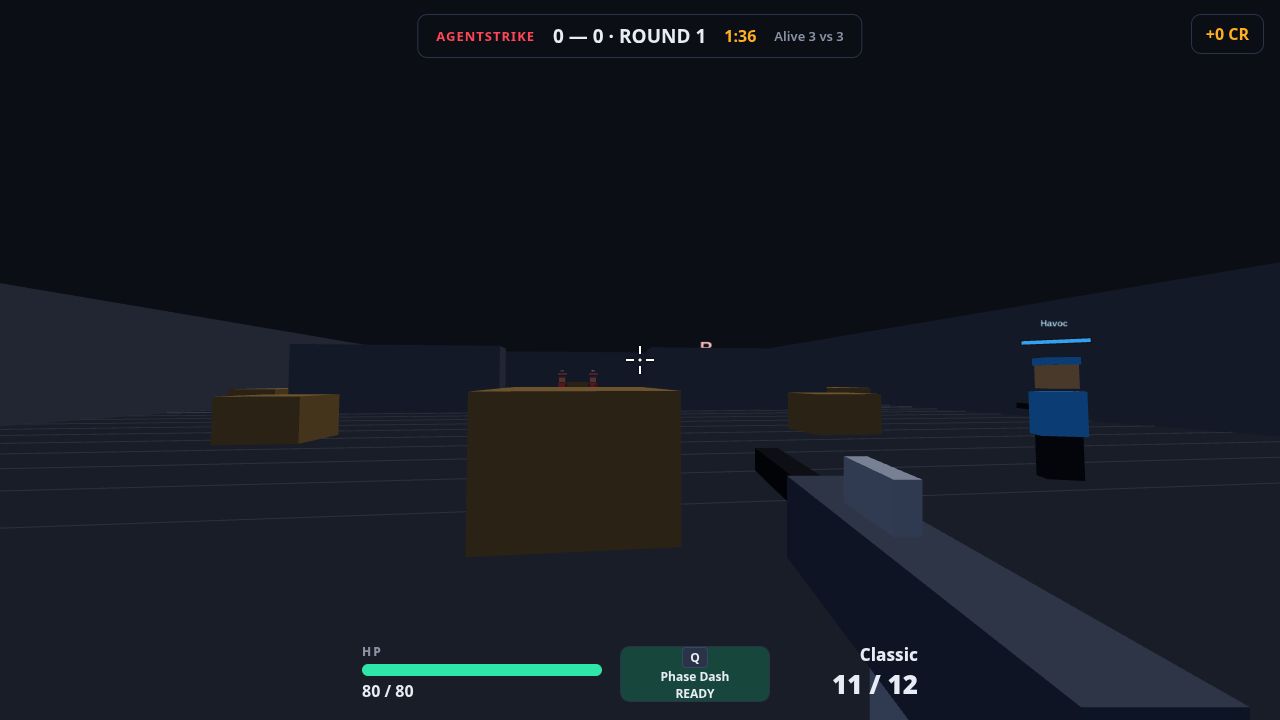 AGENTSTRIKE 0 — 0 · ROUND 1 1:36 Alive 3 vs 3
+0 CR
Havoc
HP
80 / 80
Q
Phase Dash
READY
Classic
11 / 12